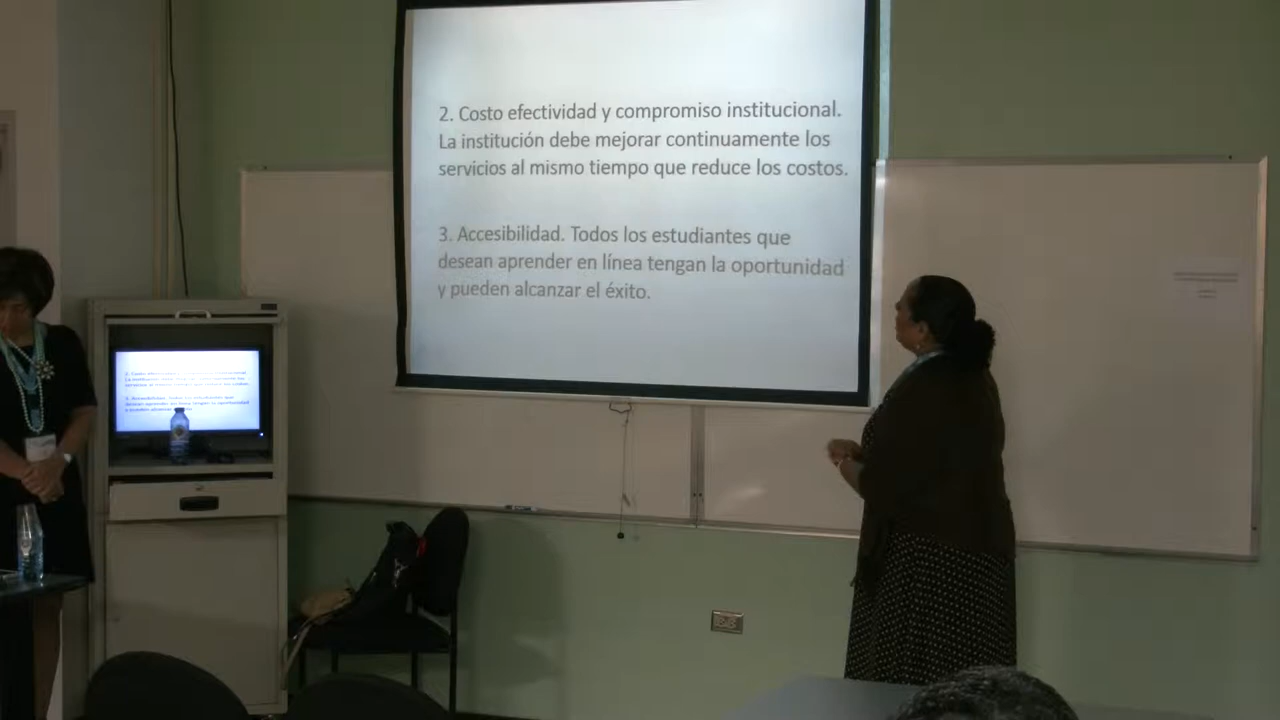 2. Costo efectividad y compromiso institucional.
La institución debe mejorar continuamente los
servicios al mismo tiempo que reduce los costos.
3. Accesibilidad. Todos los estudiantes que
desean aprender en línea tengan la oportunidad
y pueden alcanzar el éxito.